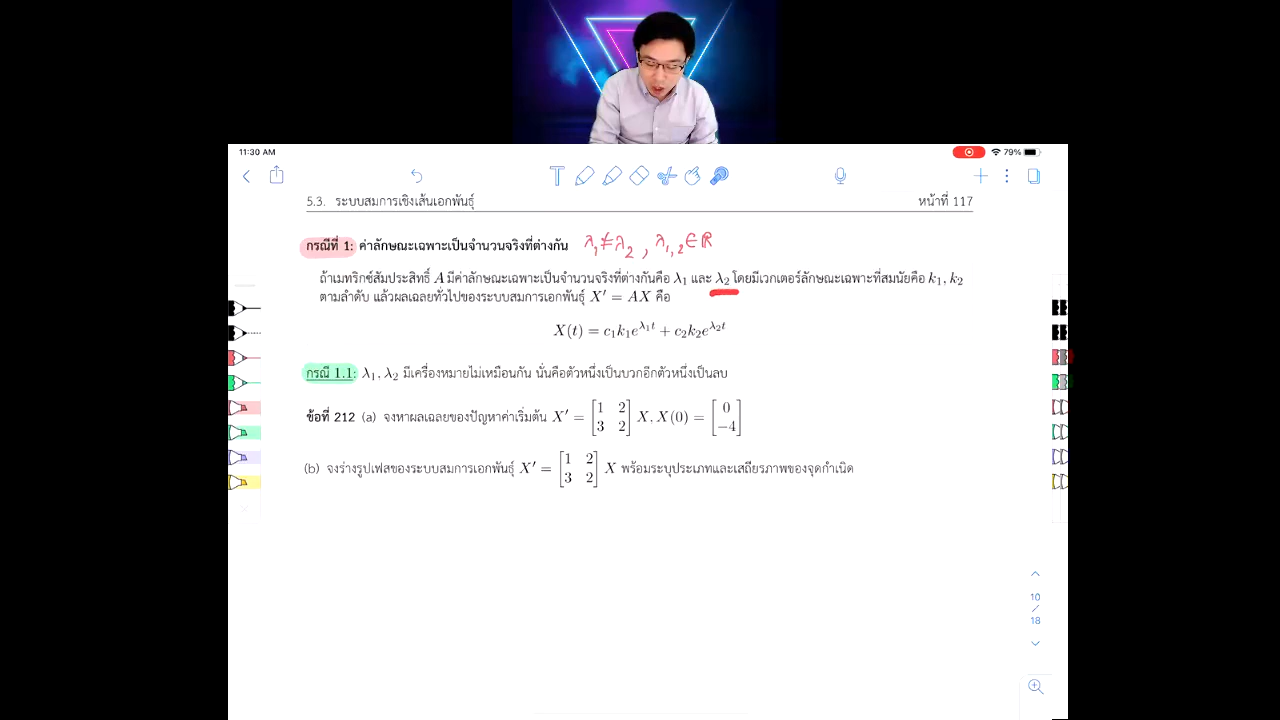 11:30 AM
79%
5.3. ระบบสมการเชิงเส้นเอกพันธุ์ หน้าที่ 117
กรณีที่ 1: ค่าลักษณะเฉพาะเป็นจำนวนจริงที่ต่างกัน λ₁ ≠ λ₂ , λ₁,₂ ∈ ℝ
ถ้าเมทริกซ์สัมประสิทธิ์ A มีค่าลักษณะเฉพาะเป็นจำนวนจริงที่ต่างกันคือ λ₁ และ λ₂ โดยมีเวกเตอร์ลักษณะเฉพาะที่สมนัยคือ k₁, k₂
ตามลำดับ แล้วผลเฉลยทั่วไปของระบบสมการเอกพันธุ์ X′ = AX คือ
X(t) = c₁k₁e^{λ₁t} + c₂k₂e^{λ₂t}
กรณี 1.1: λ₁, λ₂ มีเครื่องหมายไม่เหมือนกัน นั่นคือตัวหนึ่งเป็นบวกอีกตัวหนึ่งเป็นลบ
ข้อที่ 212 (a) จงหาผลเฉลยของปัญหาค่าเริ่มต้น X′ = [1 2; 3 2] X, X(0) = [0; −4]
(b) จงร่างรูปเฟสของระบบสมการเอกพันธุ์ X′ = [1 2; 3 2] X พร้อมระบุประเภทและเสถียรภาพของจุดกำเนิด
10
/
18